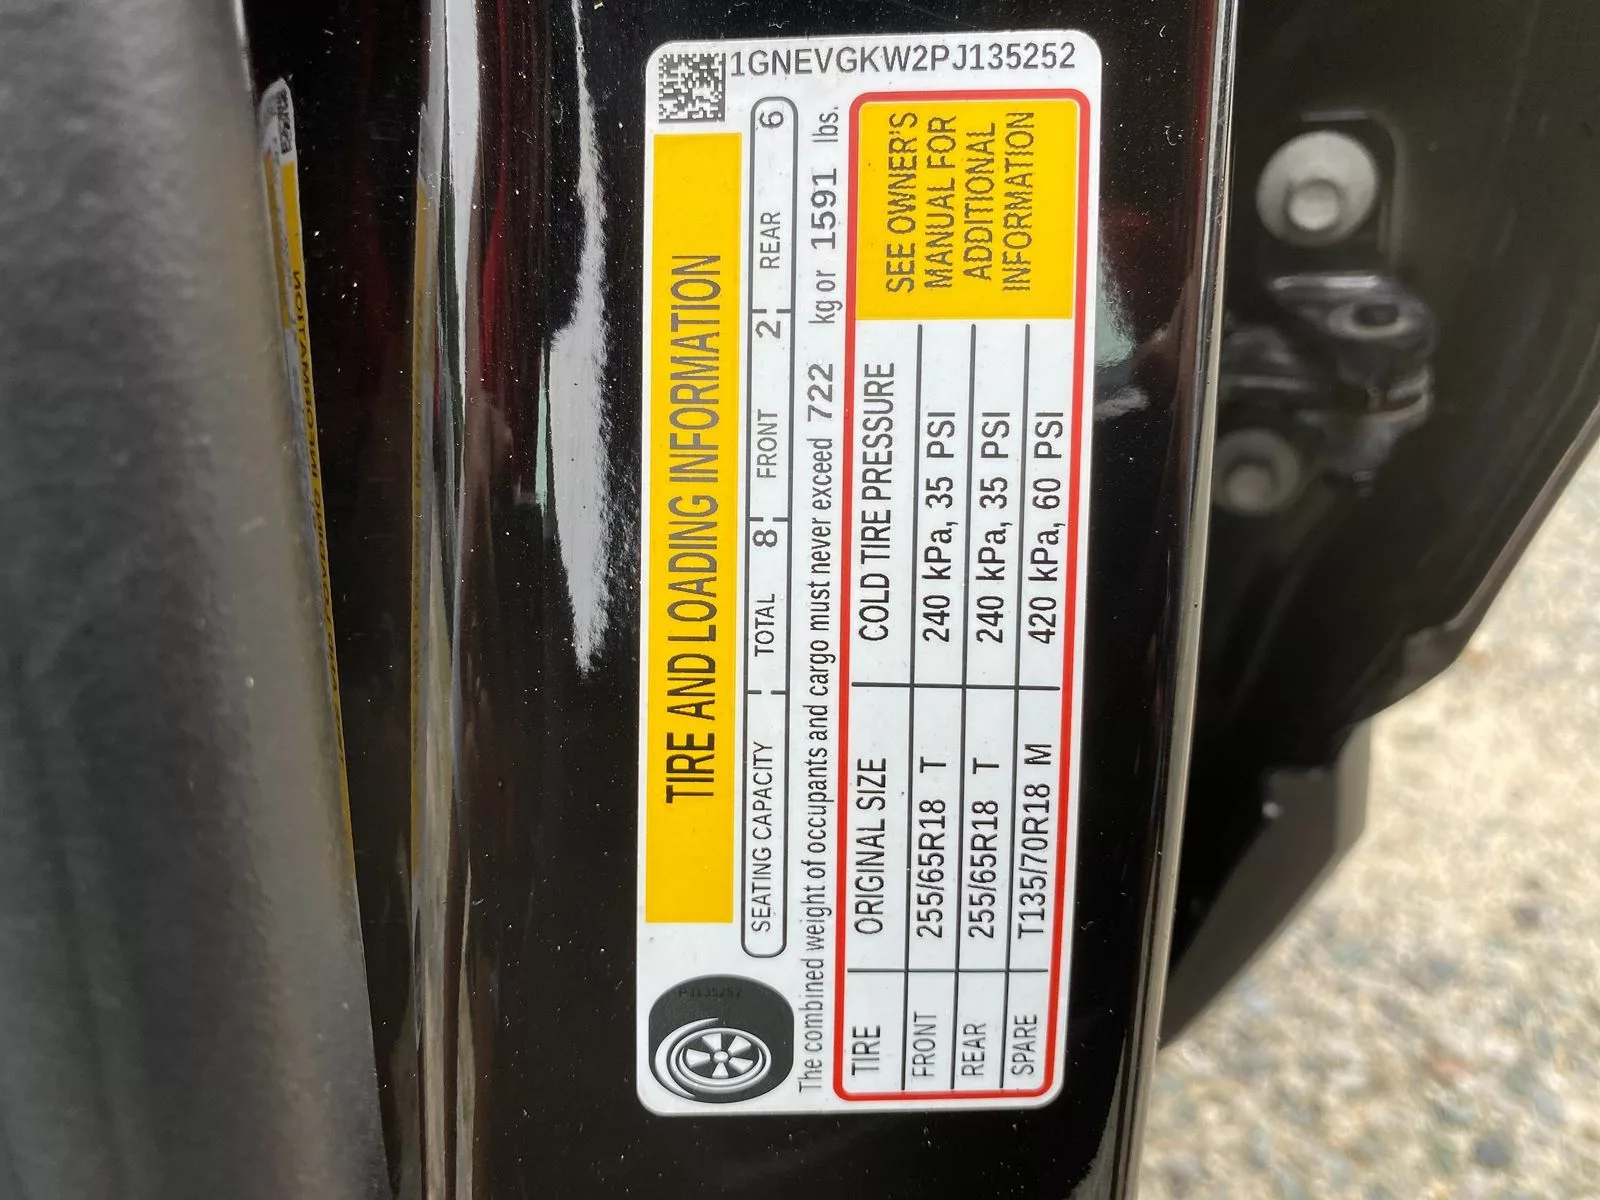 1GNEVGKW2PJ135252
TIRE AND LOADING INFORMATION
SEATING CAPACITY TOTAL 8 FRONT 2 REAR 6
The combined weight of occupants and cargo must never exceed 722 kg or 1591 lbs.
TIRE ORIGINAL SIZE COLD TIRE PRESSURE
FRONT 255/65R18 T 240 kPa, 35 PSI
REAR 255/65R18 T 240 kPa, 35 PSI
SPARE T135/70R18 M 420 kPa, 60 PSI
SEE OWNER'S
MANUAL FOR
ADDITIONAL
INFORMATION
PJ135252